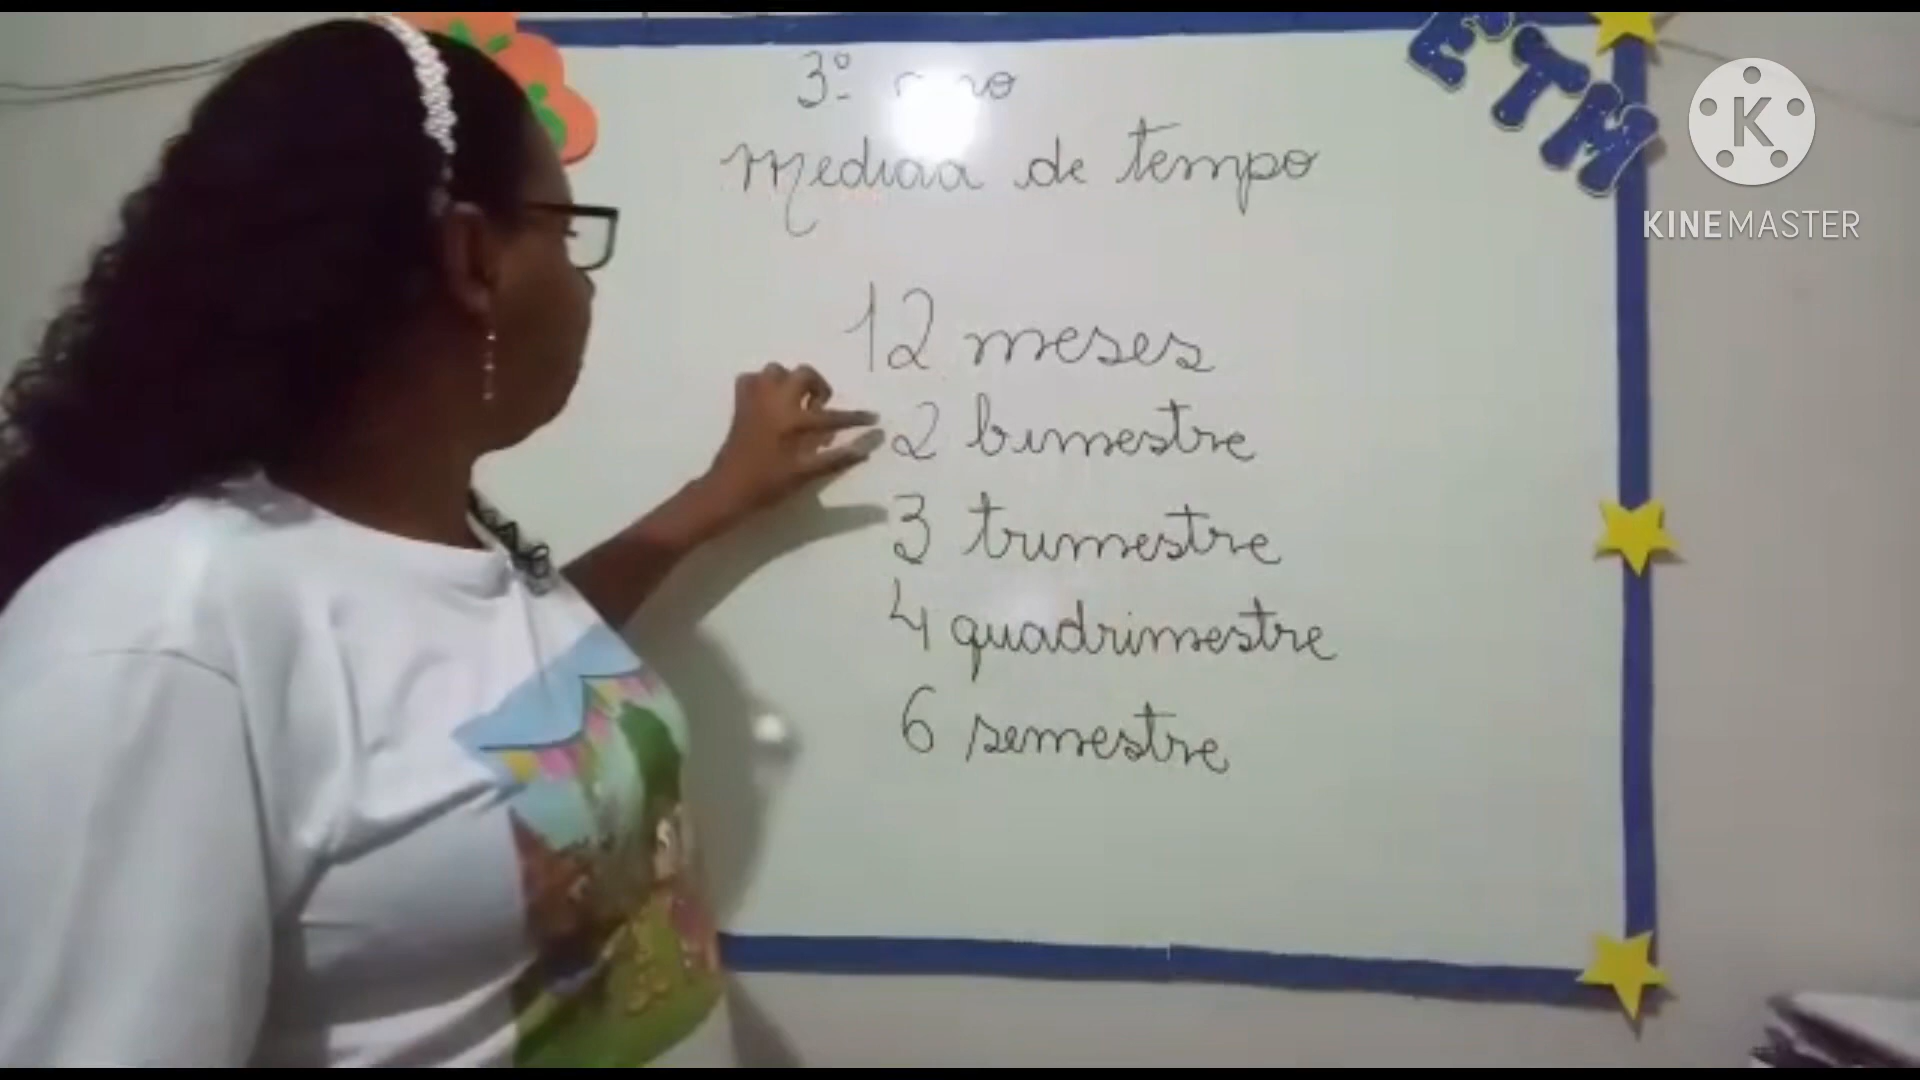 3º ano
Medida de tempo
12 meses
2 bimestre
3 trimestre
4 quadrimestre
6 semestre
ETM
KINEMASTER